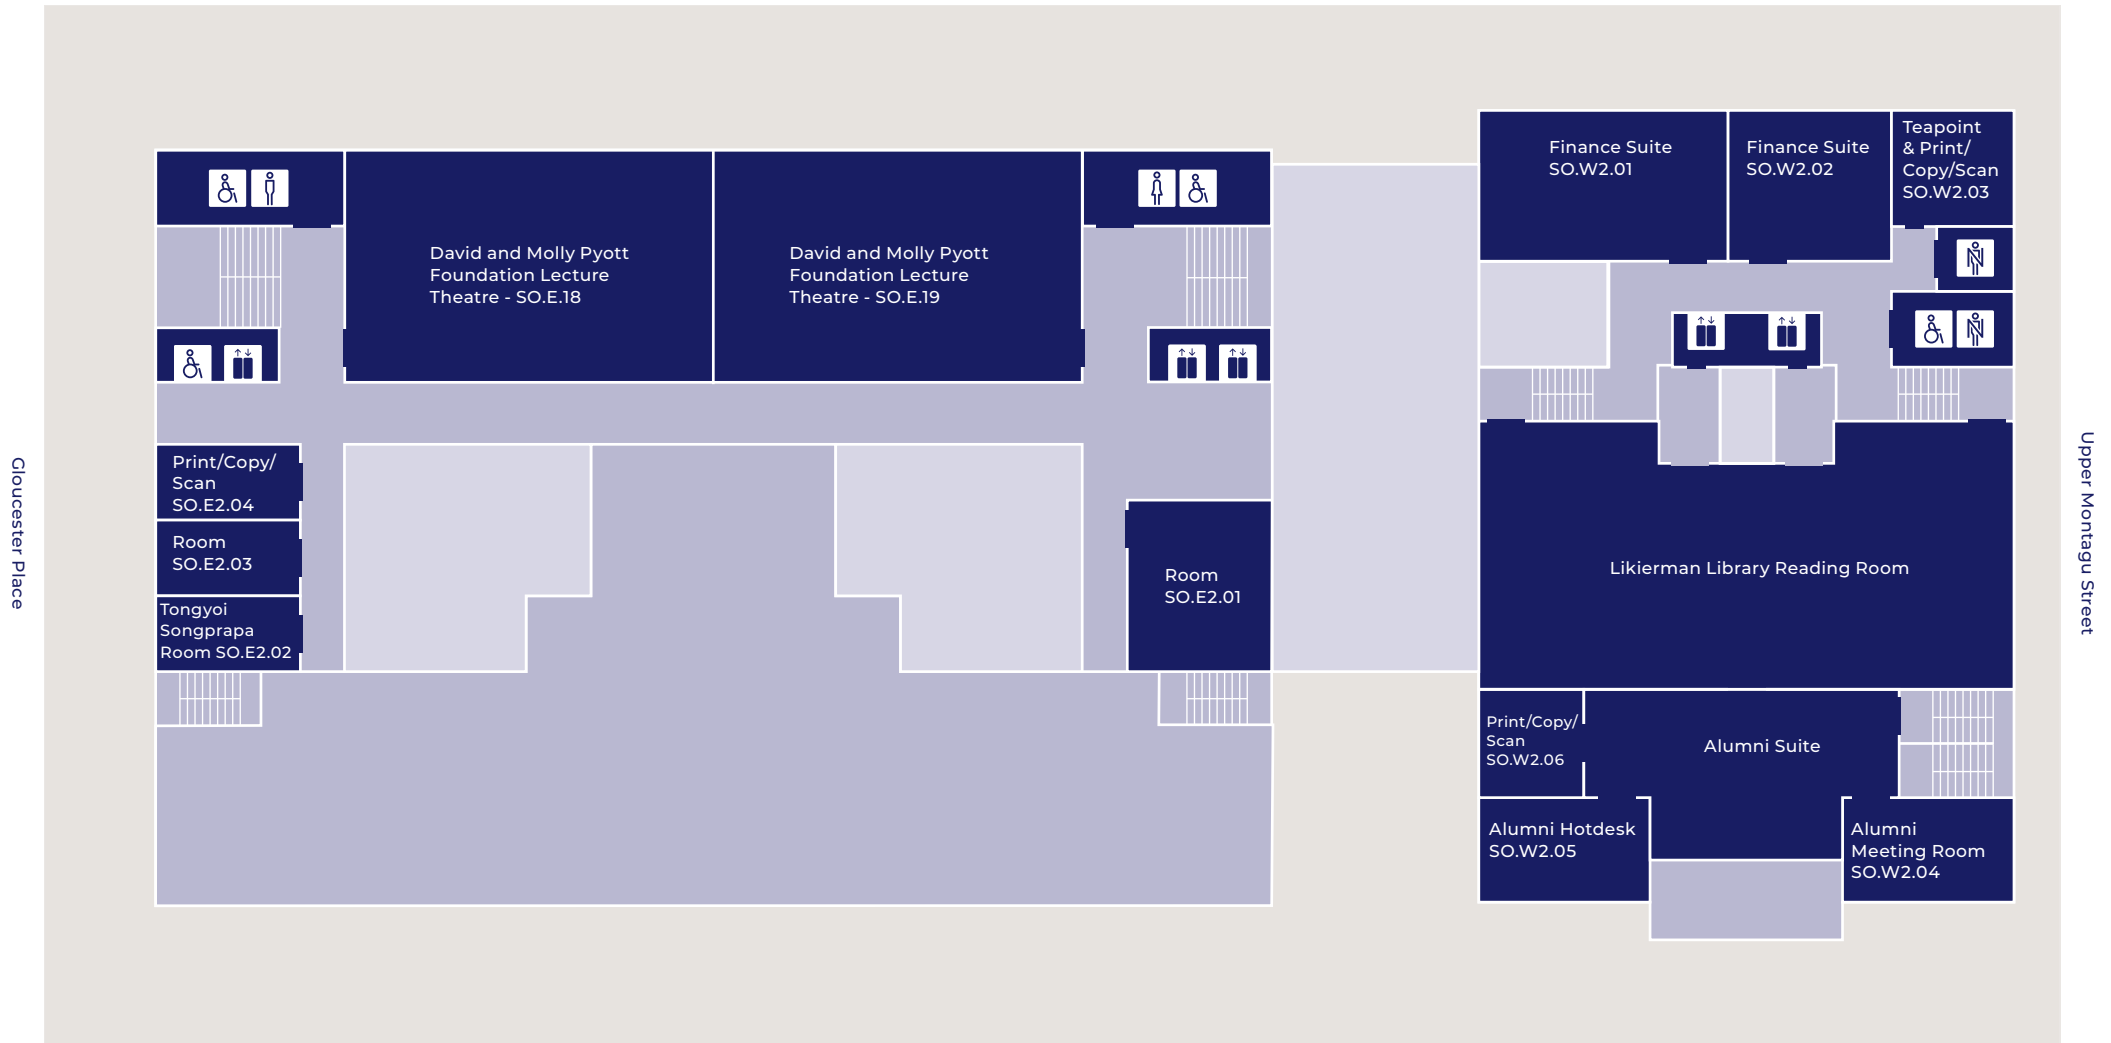 Gloucester Place
David and Molly Pyott
Foundation Lecture
Theatre - SO.E.18
David and Molly Pyott
Foundation Lecture
Theatre - SO.E.19
Print/Copy/
Scan
SO.E2.04
Room
SO.E2.03
Tongyoi
Songprapa
Room SO.E2.02
Room
SO.E2.01
Finance Suite
SO.W2.01
Finance Suite
SO.W2.02
Teapoint
& Print/
Copy/Scan
SO.W2.03
Likierman Library Reading Room
Print/Copy/
Scan
SO.W2.06
Alumni Suite
Alumni Hotdesk
SO.W2.05
Alumni
Meeting Room
SO.W2.04
Upper Montagu Street